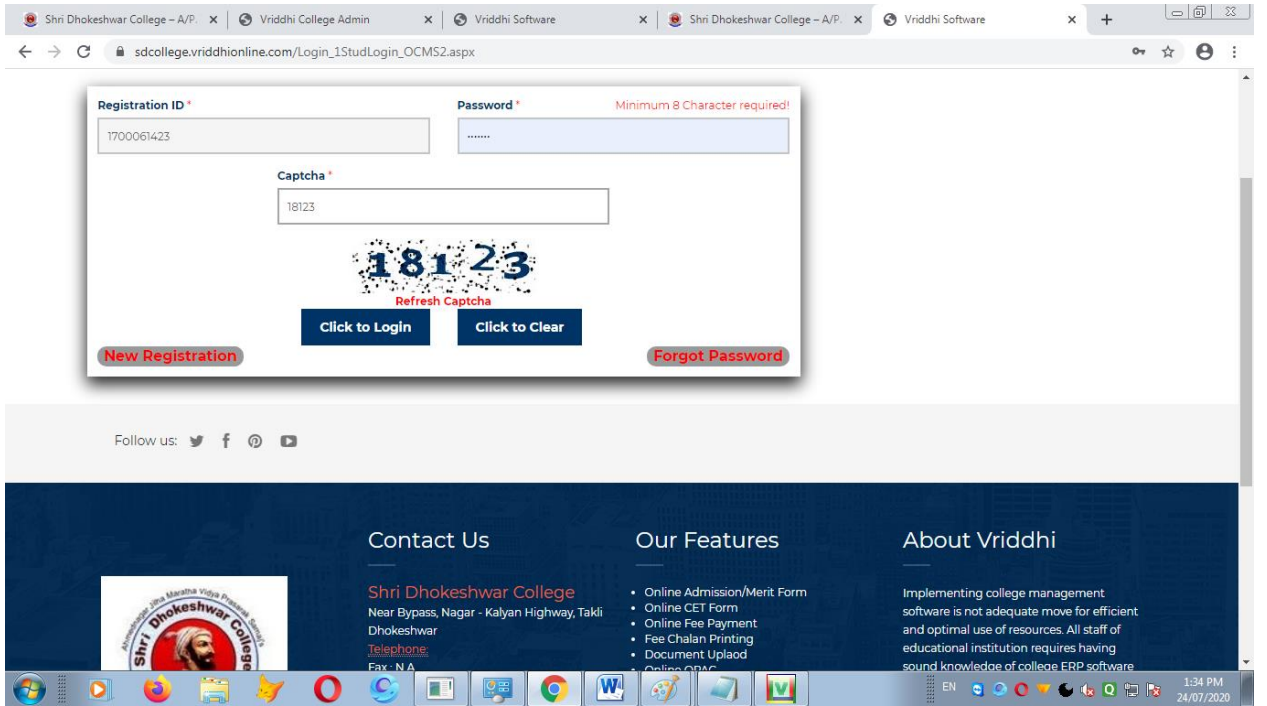 Shri Dhokeshwar College – A/P.
Vriddhi College Admin
Vriddhi Software
Shri Dhokeshwar College – A/P.
Vriddhi Software
sdcollege.vriddhionline.com/Login_1StudLogin_OCMS2.aspx
Registration ID *
Password *
Minimum 8 Character required!
1700061423
Captcha *
18123
18123
Refresh Captcha
Click to Login
Click to Clear
New Registration
Forgot Password
Follow us:
Contact Us
Shri Dhokeshwar College
Near Bypass, Nagar - Kalyan Highway, Takli
Dhokeshwar
Telephone:
Fax : N.A
Our Features
• Online Admission/Merit Form
• Online CET Form
• Online Fee Payment
• Fee Chalan Printing
• Document Uplaod
• Online OPAC
About Vriddhi
Implementing college management
software is not adequate move for efficient
and optimal use of resources. All staff of
educational institution requires having
sound knowledge of college ERP software
Shri Dhokeshwar College
EN
1:34 PM
24/07/2020